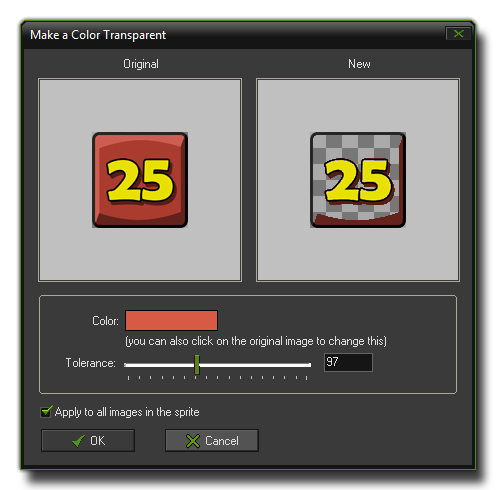 Make a Color Transparent
Original
New
25
25
Color:
(you can also click on the original image to change this)
Tolerance:
97
Apply to all images in the sprite
OK
Cancel